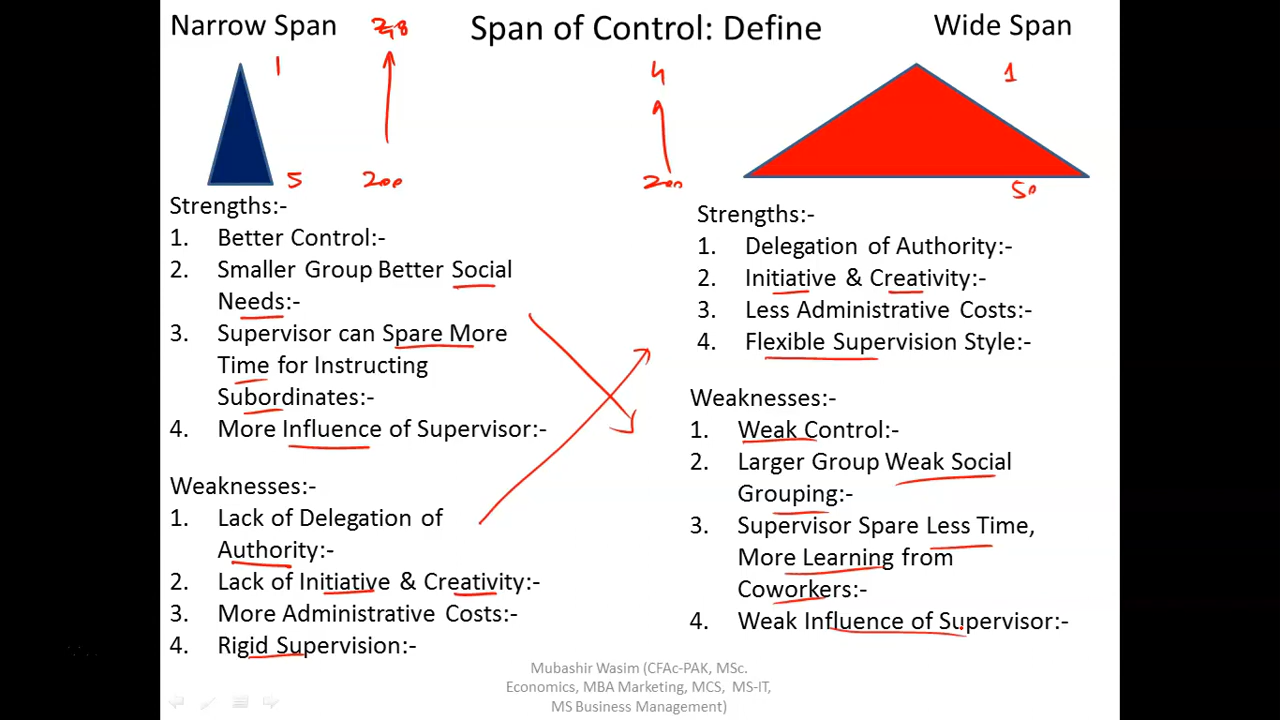 Narrow Span
Span of Control: Define
Wide Span
1
5
200
4
200
1
50
Strengths:-
1. Better Control:-
2. Smaller Group Better Social
Needs:-
3. Supervisor can Spare More
Time for Instructing
Subordinates:-
4. More Influence of Supervisor:-
Weaknesses:-
1. Lack of Delegation of
Authority:-
2. Lack of Initiative & Creativity:-
3. More Administrative Costs:-
4. Rigid Supervision:-
Strengths:-
1. Delegation of Authority:-
2. Initiative & Creativity:-
3. Less Administrative Costs:-
4. Flexible Supervision Style:-
Weaknesses:-
1. Weak Control:-
2. Larger Group Weak Social
Grouping:-
3. Supervisor Spare Less Time,
More Learning from
Coworkers:-
4. Weak Influence of Supervisor:-
Mubashir Wasim (CFAc-PAK, MSc.
Economics, MBA Marketing, MCS, MS-IT,
MS Business Management)